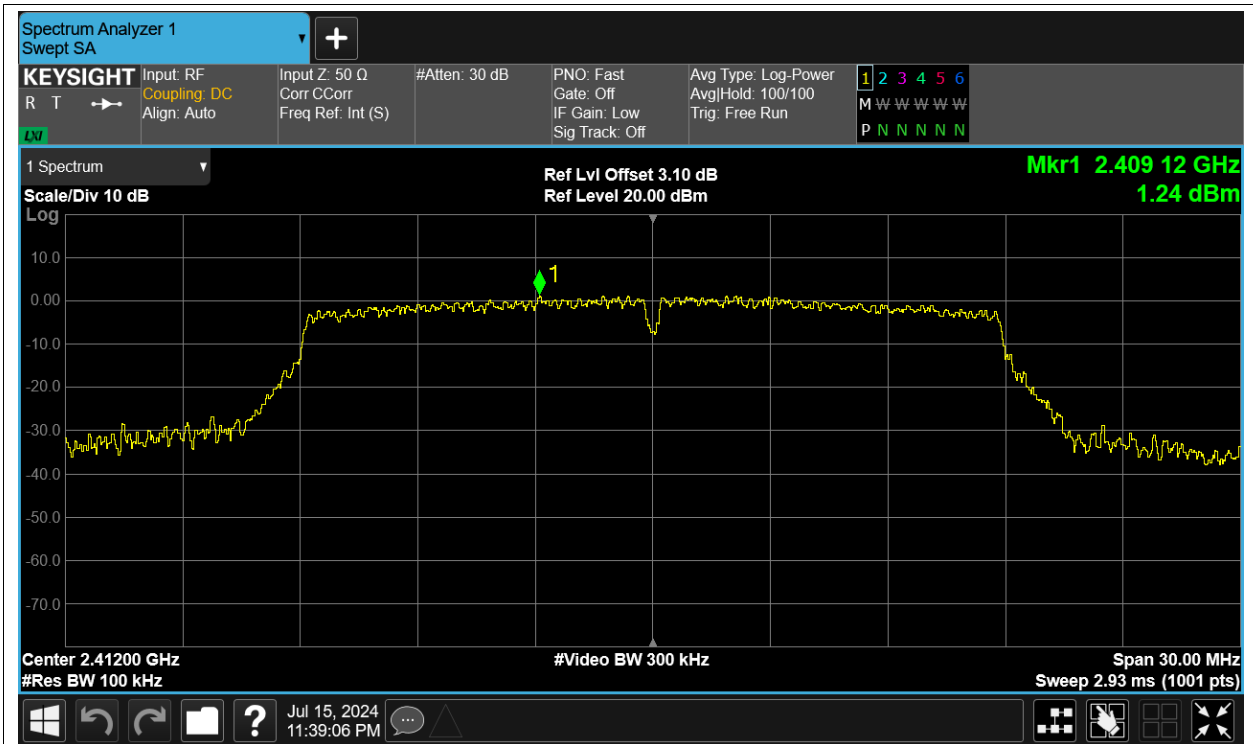 Spectrum Analyzer 1
Swept SA
KEYSIGHT
R T
LXI
Input: RF
Coupling: DC
Align: Auto
Input Z: 50 Ω
Corr CCorr
Freq Ref: Int (S)
#Atten: 30 dB
PNO: Fast
Gate: Off
IF Gain: Low
Sig Track: Off
Avg Type: Log-Power
Avg|Hold: 100/100
Trig: Free Run
1 2 3 4 5 6
M W W W W W
P N N N N N
1 Spectrum
Scale/Div 10 dB
Log
Ref Lvl Offset 3.10 dB
Ref Level 20.00 dBm
Mkr1 2.409 12 GHz
1.24 dBm
1
10.0
0.00
-10.0
-20.0
-30.0
-40.0
-50.0
-60.0
-70.0
Center 2.41200 GHz
#Res BW 100 kHz
#Video BW 300 kHz
Span 30.00 MHz
Sweep 2.93 ms (1001 pts)
?
Jul 15, 2024
11:39:06 PM